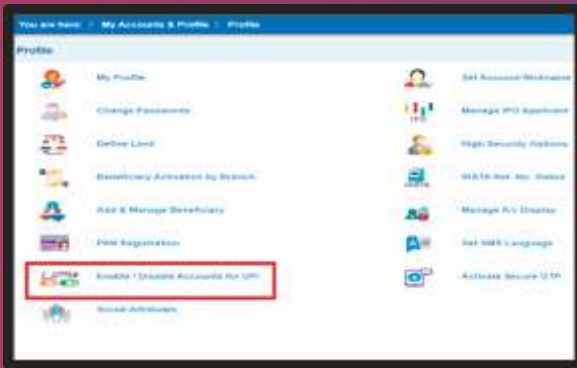 You are here: / My Accounts & Profile / Profile
Profile
My Profile
Change Passwords
Define Limit
Beneficiary Activation by Branch
Add & Manage Beneficiary
PAN Registration
Enable / Disable Accounts for UPI
Social Attributes
Set Account Nickname
Manage IPO Applicant
High Security Options
IRATA Ref. No. Status
Manage A/c Display
Set SMS Language
Activate Secure OTP